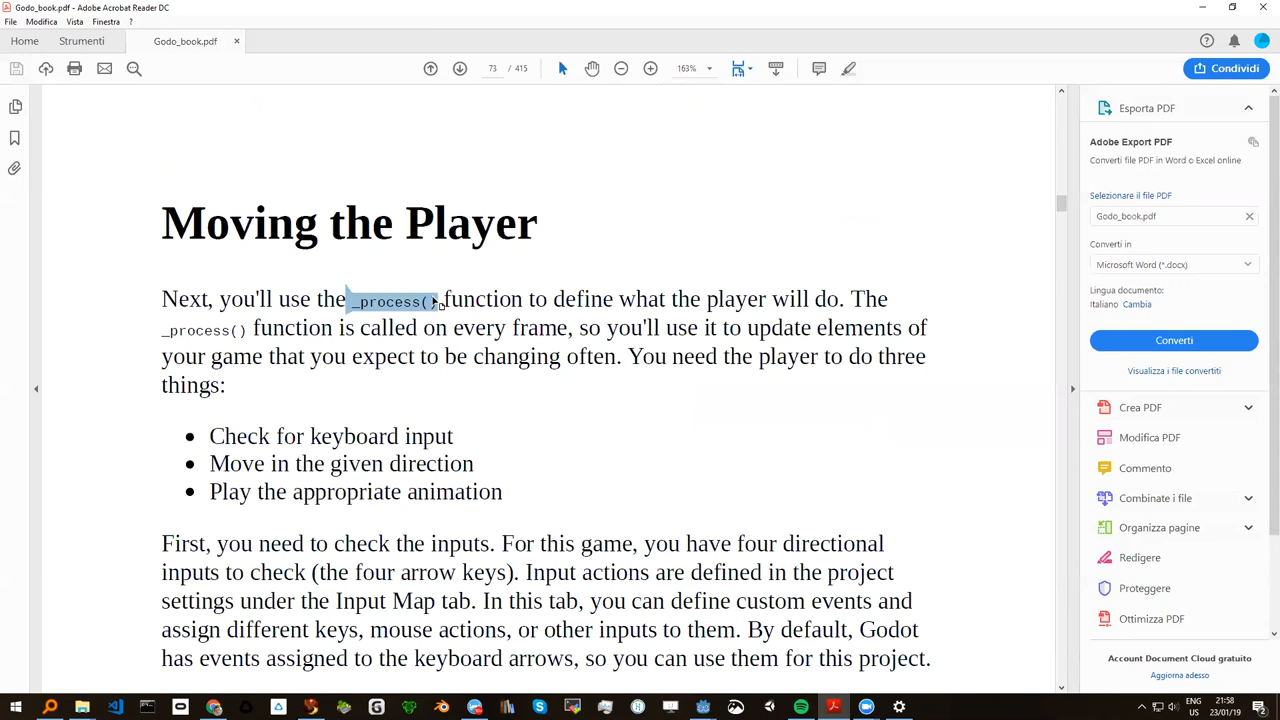 Godo_book.pdf - Adobe Acrobat Reader DC
File Modifica Vista Finestra ?
Home Strumenti Godo_book.pdf ×
73 / 415 163% Condividi
Esporta PDF
Adobe Export PDF
Converti file PDF in Word o Excel online
Selezionare il file PDF
Godo_book.pdf
Converti in
Microsoft Word (*.docx)
Lingua documento:
Italiano Cambia
Converti
Visualizza i file convertiti
Crea PDF
Modifica PDF
Commento
Combinate i file
Organizza pagine
Redigere
Proteggere
Ottimizza PDF
Account Document Cloud gratuito
Aggiorna adesso
Moving the Player
Next, you'll use the _process() function to define what the player will do. The
_process() function is called on every frame, so you'll use it to update elements of
your game that you expect to be changing often. You need the player to do three
things:
• Check for keyboard input
• Move in the given direction
• Play the appropriate animation
First, you need to check the inputs. For this game, you have four directional
inputs to check (the four arrow keys). Input actions are defined in the project
settings under the Input Map tab. In this tab, you can define custom events and
assign different keys, mouse actions, or other inputs to them. By default, Godot
has events assigned to the keyboard arrows, so you can use them for this project.
ENG
US
21:58
23/01/19
2